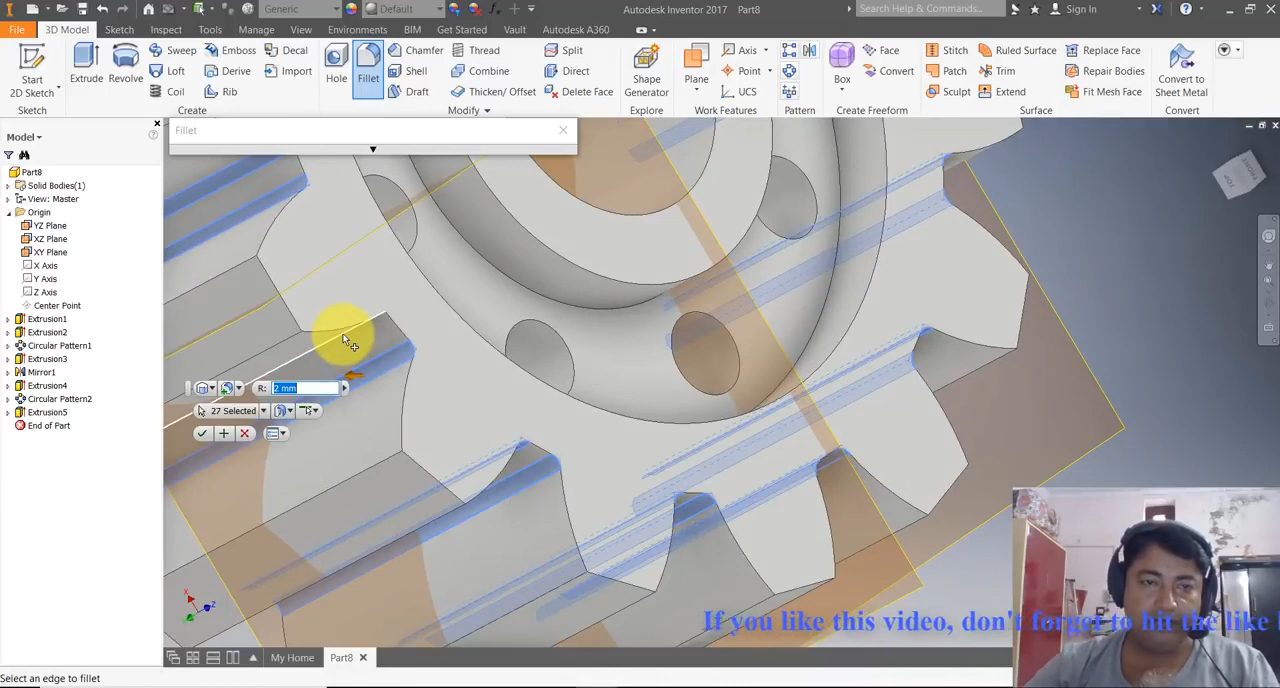 Generic
Default
Autodesk Inventor 2017 Part8
Search Help & Commands...
Sign In
File
3D Model
Sketch
Inspect
Tools
Manage
View
Environments
BIM
Get Started
Vault
Autodesk A360
Start
2D Sketch
Sketch
Extrude
Revolve
Sweep
Loft
Coil
Emboss
Derive
Rib
Decal
Import
Create
Hole
Fillet
Chamfer
Shell
Draft
Thread
Combine
Thicken/ Offset
Split
Direct
Delete Face
Modify
Shape
Generator
Explore
Plane
Axis
Point
UCS
Work Features
Pattern
Box
Face
Convert
Create Freeform
Stitch
Patch
Sculpt
Ruled Surface
Trim
Extend
Replace Face
Repair Bodies
Fit Mesh Face
Surface
Convert to
Sheet Metal
Convert
Model
Part8
Solid Bodies(1)
View: Master
Origin
YZ Plane
XZ Plane
XY Plane
X Axis
Y Axis
Z Axis
Center Point
Extrusion1
Extrusion2
Circular Pattern1
Extrusion3
Mirror1
Extrusion4
Circular Pattern2
Extrusion5
End of Part
Fillet
R: 2 mm
27 Selected
TOP
FRONT
X
Y
Z
If you like this video, don't forget to hit the like
My Home
Part8
Select an edge to fillet